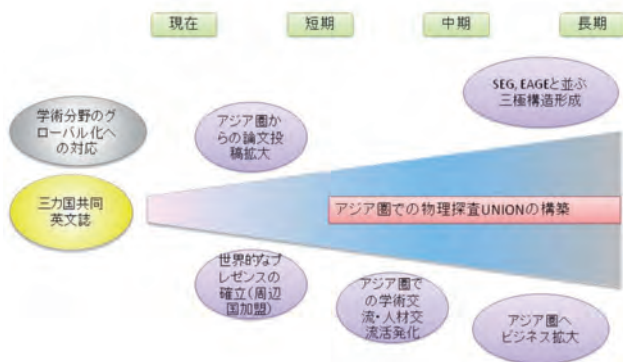 現在
短期
中期
長期
学術分野のグ
ローバル化へ
の対応
アジア圏か
らの論文投
稿拡大
SEG, EAGEと並ぶ
三極構造形成
三カ国共同
英文誌
アジア圏での物理探査UNIONの構築
世界的なプ
レゼンスの
確立(周辺
国加盟)
アジア圏で
の学術交
流・人材交
流活発化
アジア圏へ
ビジネス拡大